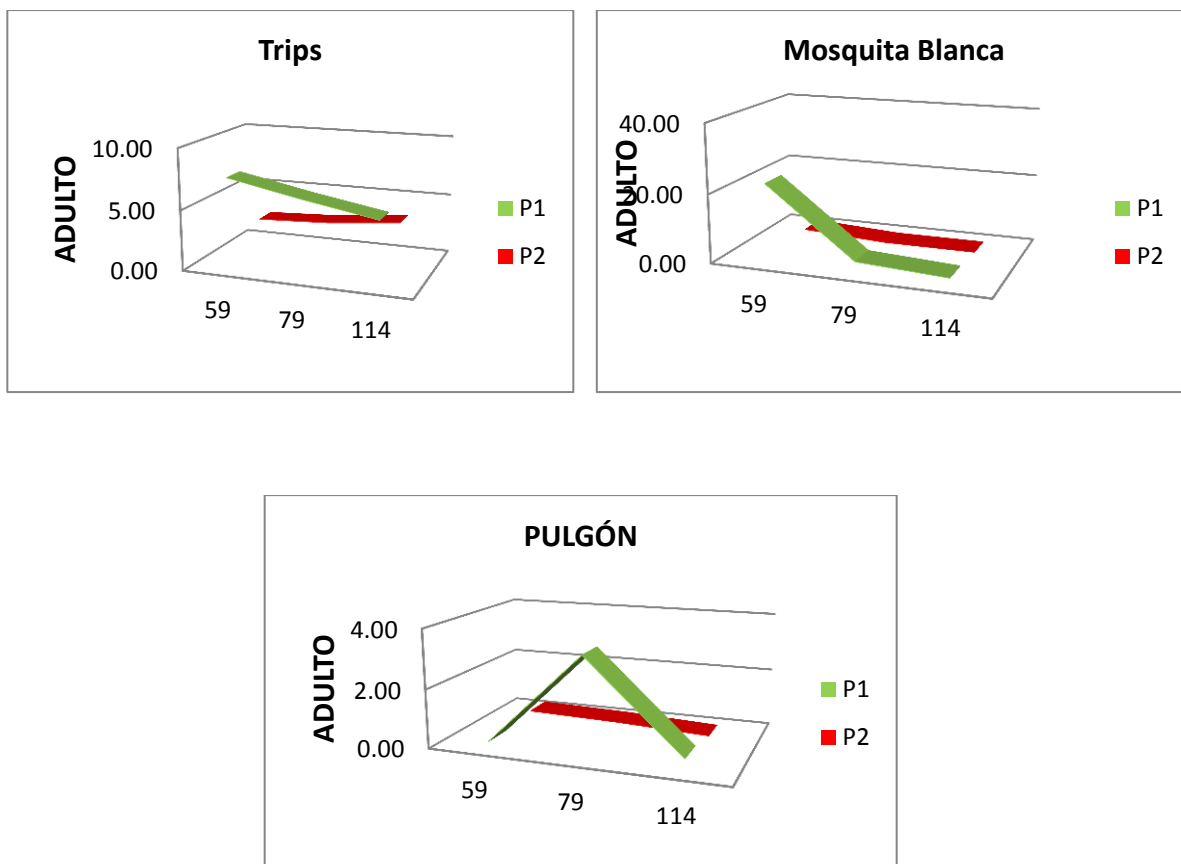 Trips
ADULTO
10.00
5.00
0.00
59 79 114
P1
P2
Mosquita Blanca
ADULTO
40.00
20.00
0.00
59 79 114
P1
P2
PULGÓN
ADULTO
4.00
2.00
0.00
59 79 114
P1
P2